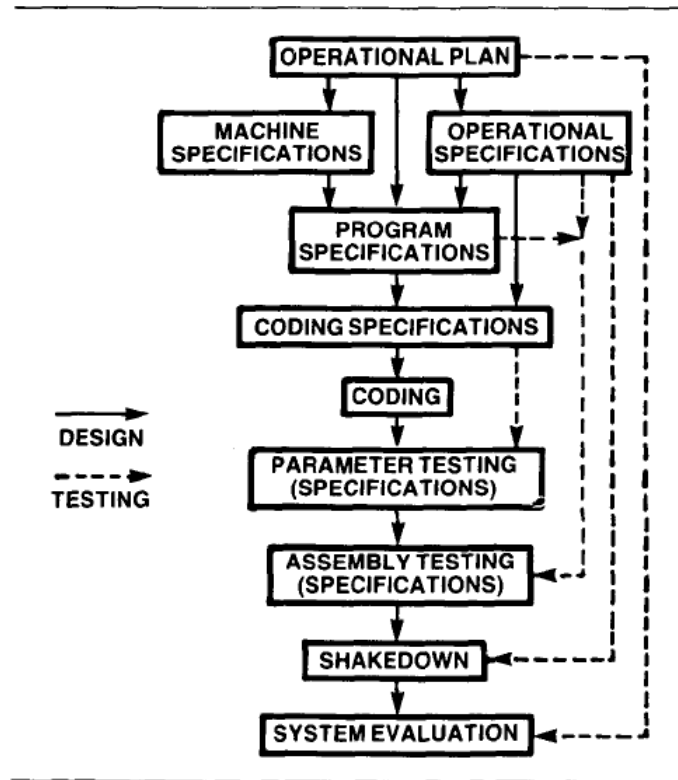 OPERATIONAL PLAN
MACHINE
SPECIFICATIONS
OPERATIONAL
SPECIFICATIONS
PROGRAM
SPECIFICATIONS
CODING SPECIFICATIONS
CODING
DESIGN
TESTING
PARAMETER TESTING
(SPECIFICATIONS)
ASSEMBLY TESTING
(SPECIFICATIONS)
SHAKEDOWN
SYSTEM EVALUATION